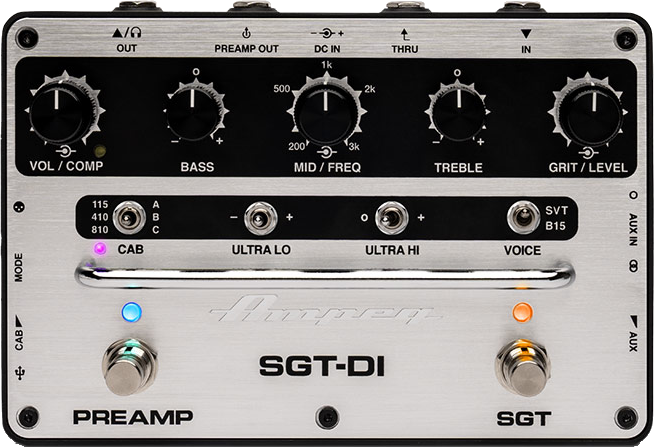 OUT
PREAMP OUT
DC IN
THRU
IN
1k
500
2k
200
3k
VOL / COMP
BASS
MID / FREQ
TREBLE
GRIT / LEVEL
115 A
410 B
810 C
SVT
B15
CAB
ULTRA LO
ULTRA HI
VOICE
AUX IN
MODE
CAB
AUX
Ampeg
SGT-DI
PREAMP
SGT